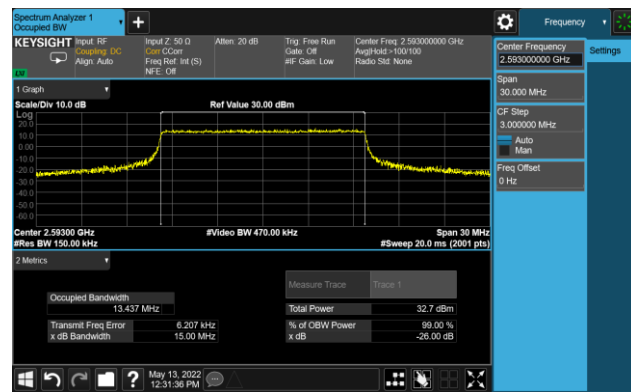 Spectrum Analyzer 1
Occupied BW
Frequency
KEYSIGHT
Input: RF
Coupling: DC
Align: Auto
Input Z: 50 Ω
Corr CCorr
Freq Ref: Int (S)
NFE: Off
Atten: 20 dB
Trig: Free Run
Gate: Off
#IF Gain: Low
Center Freq: 2.593000000 GHz
Avg|Hold:>100/100
Radio Std: None
Center Frequency
2.593000000 GHz
Settings
Span
30.000 MHz
CF Step
3.000000 MHz
Auto
Man
Freq Offset
0 Hz
1 Graph
Scale/Div 10.0 dB
Ref Value 30.00 dBm
Log
20.0
10.0
0.00
-10.0
-20.0
-30.0
-40.0
-50.0
-60.0
Center 2.59300 GHz
#Video BW 470.00 kHz
Span 30 MHz
#Res BW 150.00 kHz
#Sweep 20.0 ms (2001 pts)
2 Metrics
Measure Trace
Trace 1
Occupied Bandwidth
13.437 MHz
Total Power
32.7 dBm
Transmit Freq Error
6.207 kHz
% of OBW Power
99.00 %
x dB Bandwidth
15.00 MHz
x dB
-26.00 dB
May 13, 2022
12:31:36 PM